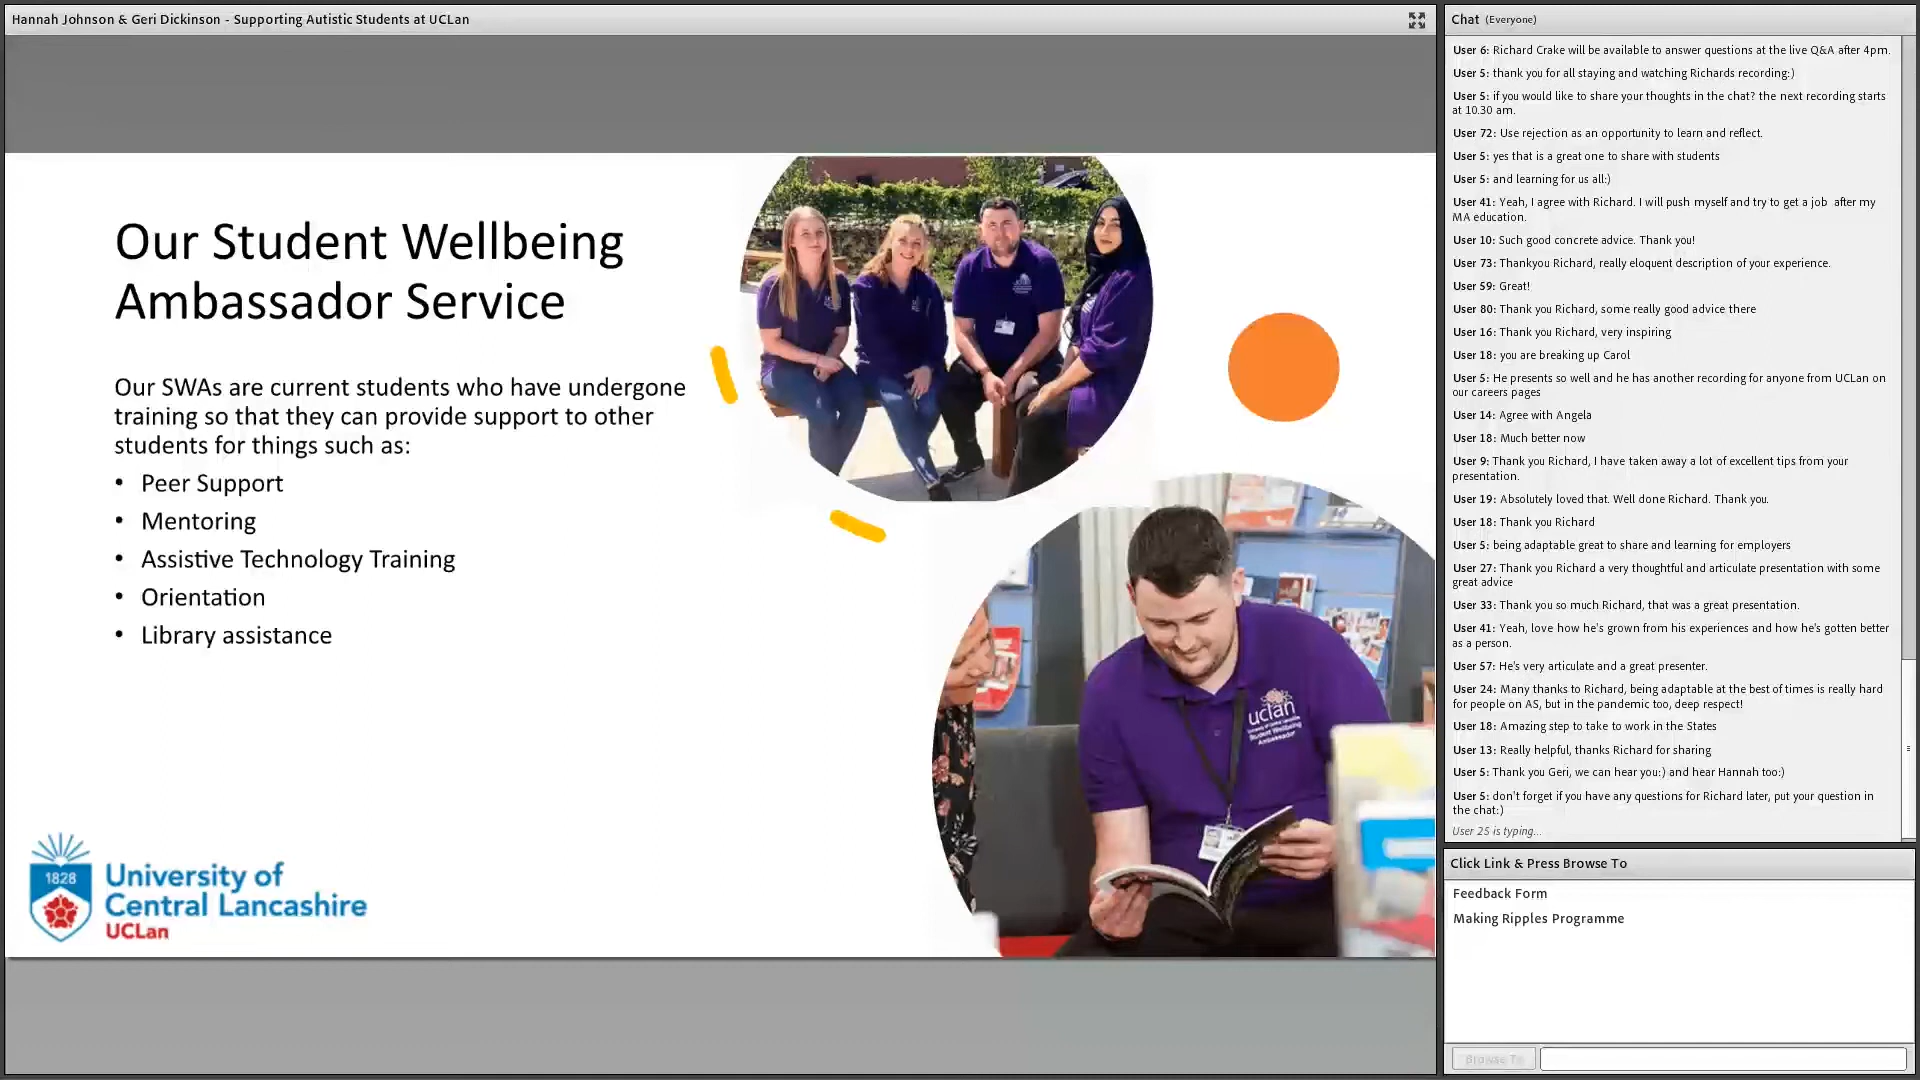 Hannah Johnson & Geri Dickinson - Supporting Autistic Students at UCLan
Our Student Wellbeing
Ambassador Service
Our SWAs are current students who have undergone
training so that they can provide support to other
students for things such as:
• Peer Support
• Mentoring
• Assistive Technology Training
• Orientation
• Library assistance
uclan
University of Central Lancashire
Student Wellbeing
Ambassador
1828
University of
Central Lancashire
UCLan
Chat (Everyone)
User 6: Richard Crake will be available to answer questions at the live Q&A after 4pm.
User 5: thank you for all staying and watching Richards recording:)
User 5: if you would like to share your thoughts in the chat? the next recording starts
at 10.30 am.
User 72: Use rejection as an opportunity to learn and reflect.
User 5: yes that is a great one to share with students
User 5: and learning for us all:)
User 41: Yeah, I agree with Richard. I will push myself and try to get a job  after my
MA education.
User 10: Such good concrete advice. Thank you!
User 73: Thankyou Richard, really eloquent description of your experience.
User 59: Great!
User 80: Thank you Richard, some really good advice there
User 16: Thank you Richard, very inspiring
User 18: you are breaking up Carol
User 5: He presents so well and he has another recording for anyone from UCLan on
our careers pages
User 14: Agree with Angela
User 18: Much better now
User 9: Thank you Richard, I have taken away a lot of excellent tips from your
presentation.
User 19: Absolutely loved that. Well done Richard. Thank you.
User 18: Thank you Richard
User 5: being adaptable great to share and learning for employers
User 27: Thank you Richard a very thoughtful and articulate presentation with some
great advice
User 33: Thank you so much Richard, that was a great presentation.
User 41: Yeah, love how he's grown from his experiences and how he's gotten better
as a person.
User 57: He's very articulate and a great presenter.
User 24: Many thanks to Richard, being adaptable at the best of times is really hard
for people on AS, but in the pandemic too, deep respect!
User 18: Amazing step to take to work in the States
User 13: Really helpful, thanks Richard for sharing
User 5: Thank you Geri, we can hear you:) and hear Hannah too:)
User 5: don't forget if you have any questions for Richard later, put your question in
the chat:)
User 25 is typing...
Click Link & Press Browse To
Feedback Form
Making Ripples Programme
Browse To